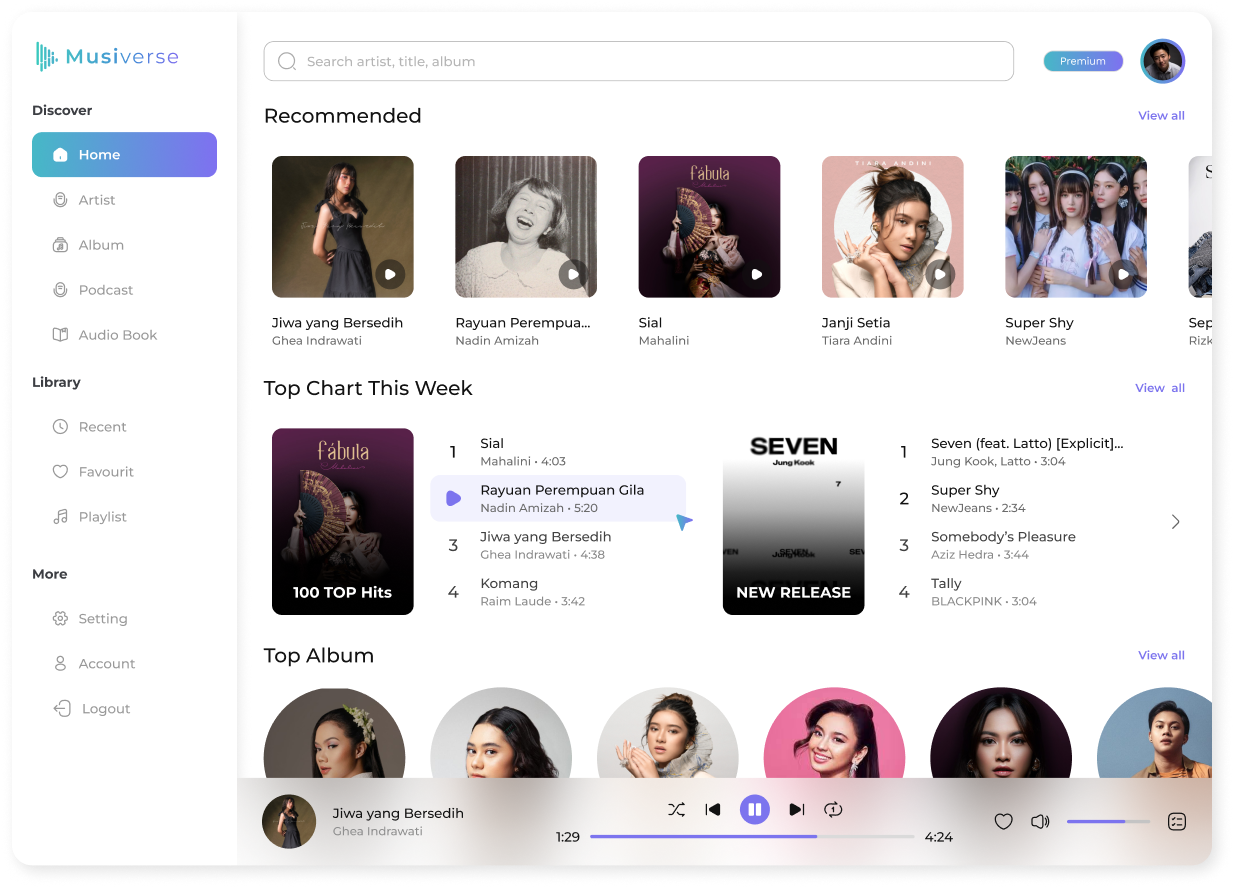 Musiverse
Search artist, title, album
Premium
Discover
Home
Artist
Album
Podcast
Audio Book
Library
Recent
Favourit
Playlist
More
Setting
Account
Logout
Recommended
View all
fábula
TIARA ANDINI
S
Jiwa yang Bersedih
Ghea Indrawati
Rayuan Perempua...
Nadin Amizah
Sial
Mahalini
Janji Setia
Tiara Andini
Super Shy
NewJeans
Sep
Rizk
Top Chart This Week
View all
fábula
Mahalini
100 TOP Hits
1
Sial
Mahalini • 4:03
Rayuan Perempuan Gila
Nadin Amizah • 5:20
3
Jiwa yang Bersedih
Ghea Indrawati • 4:38
4
Komang
Raim Laude • 3:42
SEVEN
Jung Kook
7
SEVEN
Jung Kook
NEW RELEASE
1
Seven (feat. Latto) [Explicit]...
Jung Kook, Latto • 3:04
2
Super Shy
NewJeans • 2:34
3
Somebody’s Pleasure
Aziz Hedra • 3:44
4
Tally
BLACKPINK • 3:04
Top Album
View all
Jiwa yang Bersedih
Ghea Indrawati
1
1:29
4:24